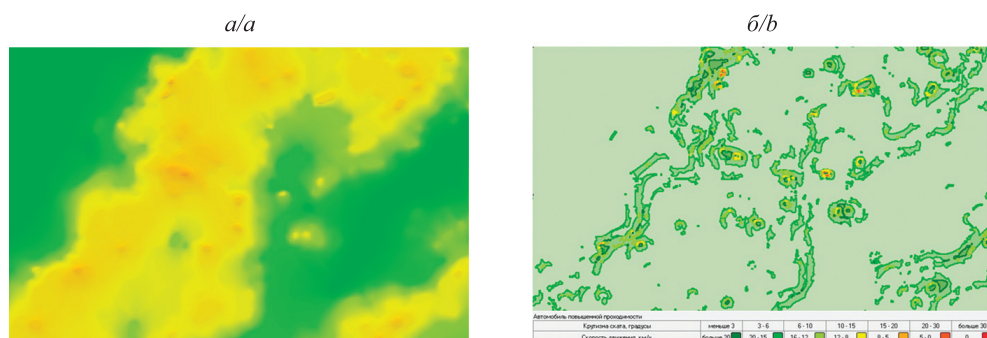 а/a
б/b
Автомобиль повышенной проходимости
Крутизна ската, градусы меньше 3 3 - 6 6 - 10 10 - 15 15 - 20 20 - 30 больше 30
Скорость движения, км/ч больше 20 20 - 15 16 - 12 12 - 8 8 - 5 5 - 0 0